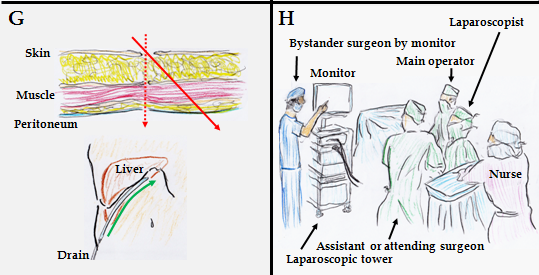 G
Skin
Muscle
Peritoneum
Liver
Drain
H
Laparoscopist
Bystander surgeon by monitor
Main operator
Monitor
Nurse
Assistant or attending surgeon
Laparoscopic tower